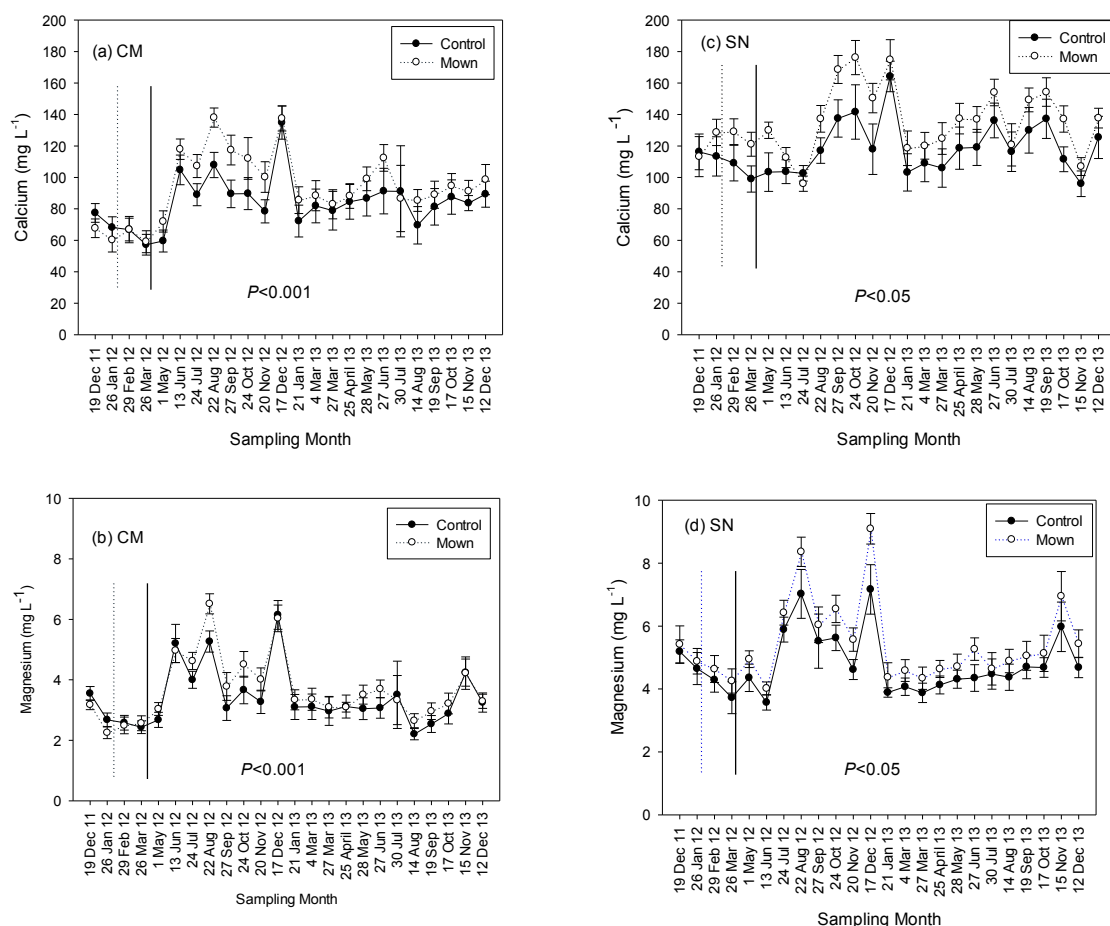 (a) CM
Control
Mown
Calcium (mg L⁻¹)
200
180
160
140
120
100
80
60
40
20
0
P<0.001
19 Dec 11
26 Jan 12
29 Feb 12
26 Mar 12
1 May 12
13 Jun 12
24 Jul 12
22 Aug 12
27 Sep 12
24 Oct 12
20 Nov 12
17 Dec 12
21 Jan 13
4 Mar 13
27 Mar 13
25 April 13
28 May 13
27 Jun 13
30 Jul 13
14 Aug 13
19 Sep 13
17 Oct 13
15 Nov 13
12 Dec 13
Sampling Month
(c) SN
Control
Mown
Calcium (mg L⁻¹)
200
180
160
140
120
100
80
60
40
20
0
P<0.05
19 Dec 11
26 Jan 12
29 Feb 12
26 Mar 12
1 May 12
13 Jun 12
24 Jul 12
22 Aug 12
27 Sep 12
24 Oct 12
20 Nov 12
17 Dec 12
21 Jan 13
4 Mar 13
27 Mar 13
25 April 13
28 May 13
27 Jun 13
30 Jul 13
14 Aug 13
19 Sep 13
17 Oct 13
15 Nov 13
12 Dec 13
Sampling Month
(b) CM
Control
Mown
Magnesium (mg L⁻¹)
10
8
6
4
2
0
P<0.001
19 Dec 11
26 Jan 12
29 Feb 12
26 Mar 12
1 May 12
13 Jun 12
24 Jul 12
22 Aug 12
27 Sep 12
24 Oct 12
20 Nov 12
17 Dec 12
21 Jan 13
4 Mar 13
27 Mar 13
25 April 13
28 May 13
27 Jun 13
30 Jul 13
14 Aug 13
19 Sep 13
17 Oct 13
15 Nov 13
12 Dec 13
Sampling Month
(d) SN
Control
Mown
Magnesium (mg L⁻¹)
10
8
6
4
2
0
P<0.05
19 Dec 11
26 Jan 12
29 Feb 12
26 Mar 12
1 May 12
13 Jun 12
24 Jul 12
22 Aug 12
27 Sep 12
24 Oct 12
20 Nov 12
17 Dec 12
21 Jan 13
4 Mar 13
27 Mar 13
25 April 13
28 May 13
27 Jun 13
30 Jul 13
14 Aug 13
19 Sep 13
17 Oct 13
15 Nov 13
12 Dec 13
Sampling Month